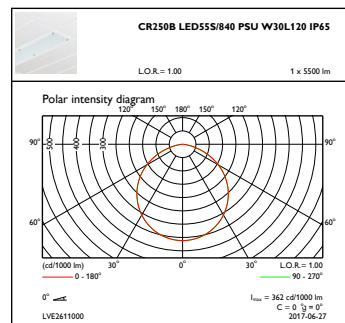 CR250B LED55S/840 PSU W30L120 IP65
L.O.R.= 1.00 1 x 5500 lm
Polar intensity diagram
120° 150° 180° 150° 120°
90° 90°
500 400 300
60° 60°
(cd/1000 lm) 30° 0° 30° L.O.R.= 1.00
0 - 180° 90 - 270°
0° Imax = 362 cd/1000 lm
C = 0 °g = 0°
LVE2611000 2017-06-27